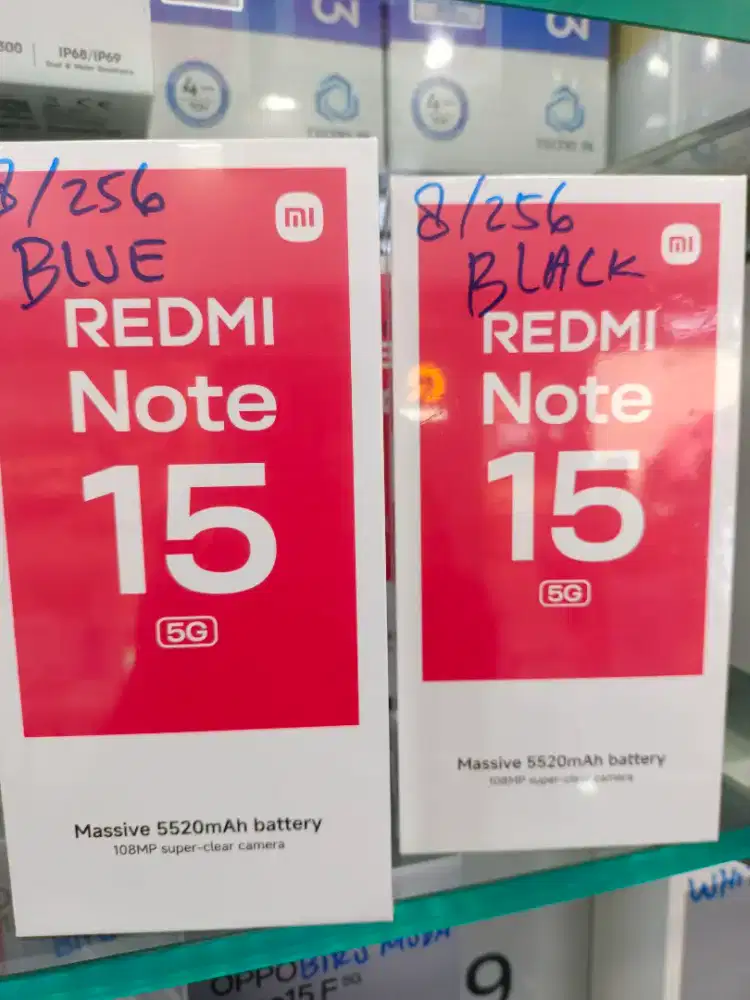 IP68/IP69
8/256
BLUE
mi
REDMI
Note
15
5G
Massive 5520mAh battery
108MP super-clear camera
8/256
BLACK
mi
REDMI
Note
15
5G
Massive 5520mAh battery
108MP super-clear camera
OPPO BIRU MUDA
9